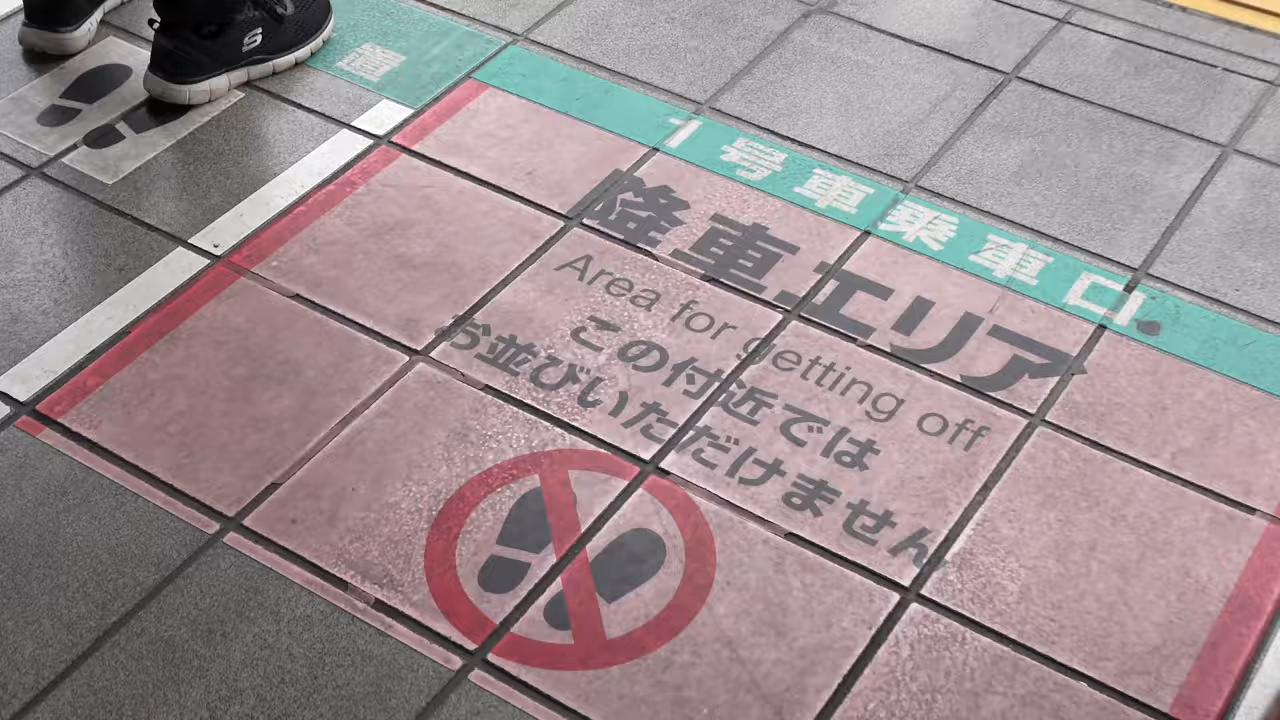 1号車乗車口
降車エリア
Area for getting off
この付近では
お並びいただけません